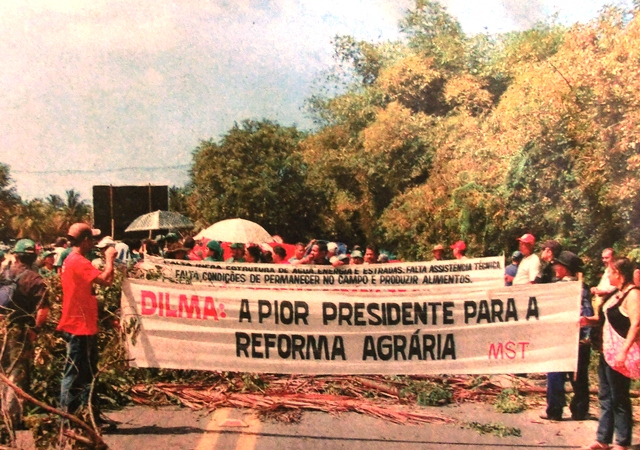 ESTRUTURA DE ÁGUA, ENERGIA E ESTRADAS. FALTA ASSISTÊNCIA TÉCNICA.
FALTA CONDIÇÕES DE PERMANECER NO CAMPO E PRODUZIR ALIMENTOS.
DILMA: A PIOR PRESIDENTE PARA A
REFORMA AGRÁRIA MST